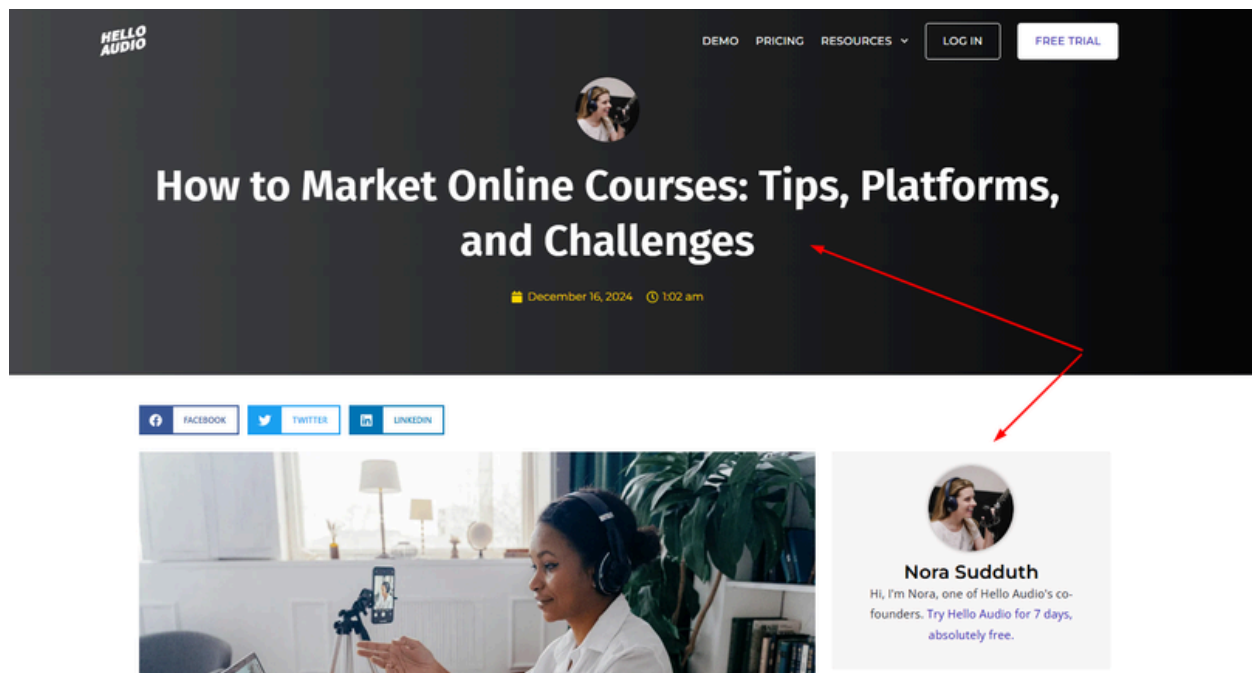 HELLO
AUDIO
DEMO PRICING RESOURCES LOG IN FREE TRIAL
How to Market Online Courses: Tips, Platforms,
and Challenges
December 16, 2024 1:02 am
FACEBOOK TWITTER LINKEDIN
Nora Sudduth
Hi, I'm Nora, one of Hello Audio's co-
founders. Try Hello Audio for 7 days,
absolutely free.